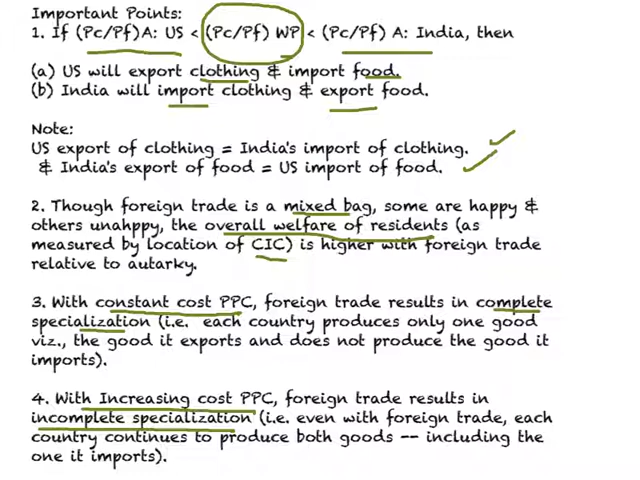 Important Points:
1. If (Pc/Pf)A: US < (Pc/Pf) WP < (Pc/Pf) A: India, then
(a) US will export clothing & import food.
(b) India will import clothing & export food.
Note:
US export of clothing = India's import of clothing.
& India's export of food = US import of food.
2. Though foreign trade is a mixed bag, some are happy &
others unahppy, the overall welfare of residents (as
measured by location of CIC) is higher with foreign trade
relative to autarky.
3. With constant cost PPC, foreign trade results in complete
specialization (i.e. each country produces only one good
viz., the good it exports and does not produce the good it
imports).
4. With Increasing cost PPC, foreign trade results in
incomplete specialization (i.e. even with foreign trade, each
country continues to produce both goods -- including the
one it imports).